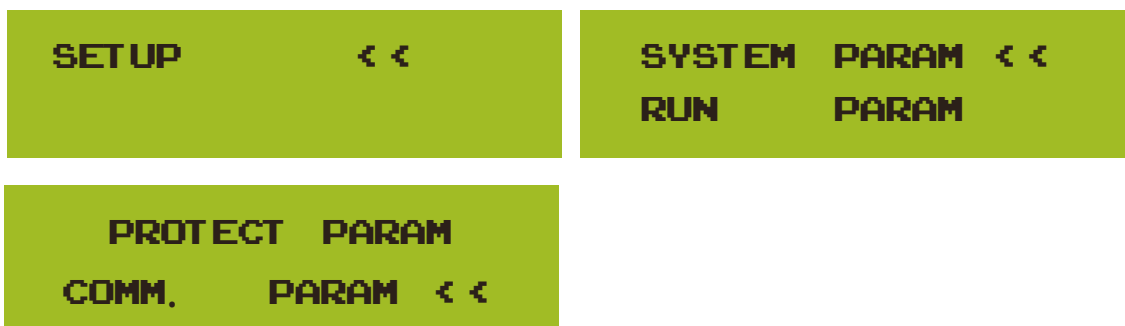 SETUP <<
SYSTEM PARAM <<
RUN PARAM
PROTECT PARAM
COMM. PARAM <<